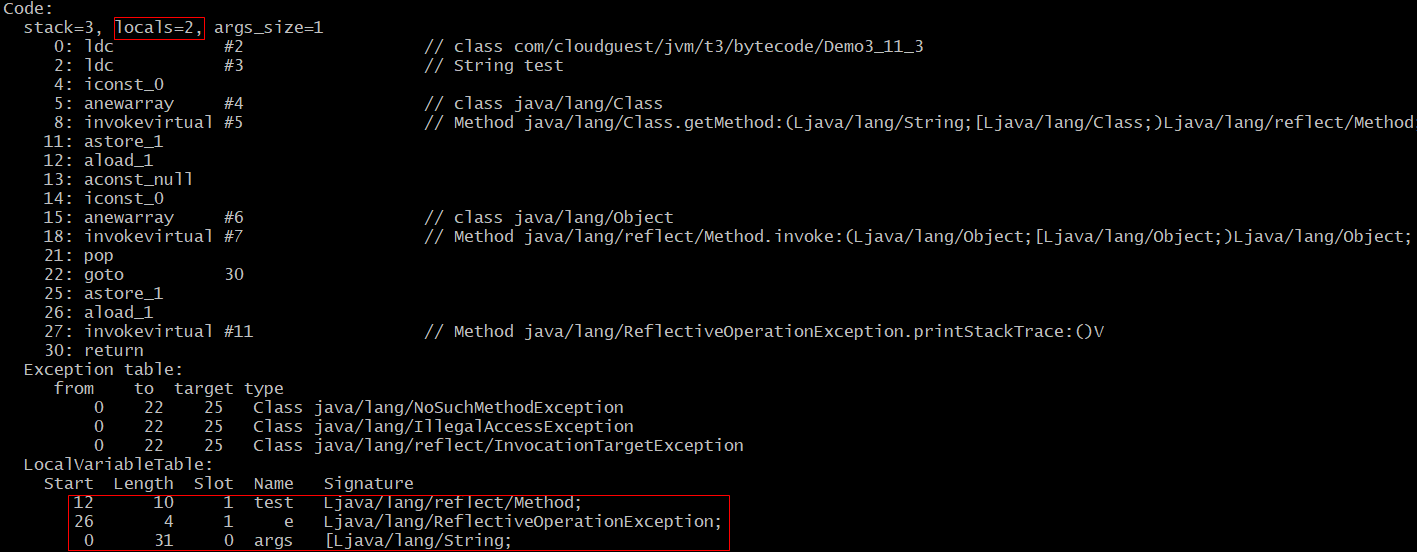 Code:
stack=3, locals=2, args_size=1
0: ldc #2 // class com/cloudguest/jvm/t3/bytecode/Demo3_11_3
2: ldc #3 // String test
4: iconst_0
5: anewarray #4 // class java/lang/Class
8: invokevirtual #5 // Method java/lang/Class.getMethod:(Ljava/lang/String;[Ljava/lang/Class;)Ljava/lang/reflect/Method;
11: astore_1
12: aload_1
13: aconst_null
14: iconst_0
15: anewarray #6 // class java/lang/Object
18: invokevirtual #7 // Method java/lang/reflect/Method.invoke:(Ljava/lang/Object;[Ljava/lang/Object;)Ljava/lang/Object;
21: pop
22: goto 30
25: astore_1
26: aload_1
27: invokevirtual #11 // Method java/lang/ReflectiveOperationException.printStackTrace:()V
30: return
Exception table:
from to target type
0 22 25 Class java/lang/NoSuchMethodException
0 22 25 Class java/lang/IllegalAccessException
0 22 25 Class java/lang/reflect/InvocationTargetException
LocalVariableTable:
Start Length Slot Name Signature
12 10 1 test Ljava/lang/reflect/Method;
26 4 1 e Ljava/lang/ReflectiveOperationException;
0 31 0 args [Ljava/lang/String;